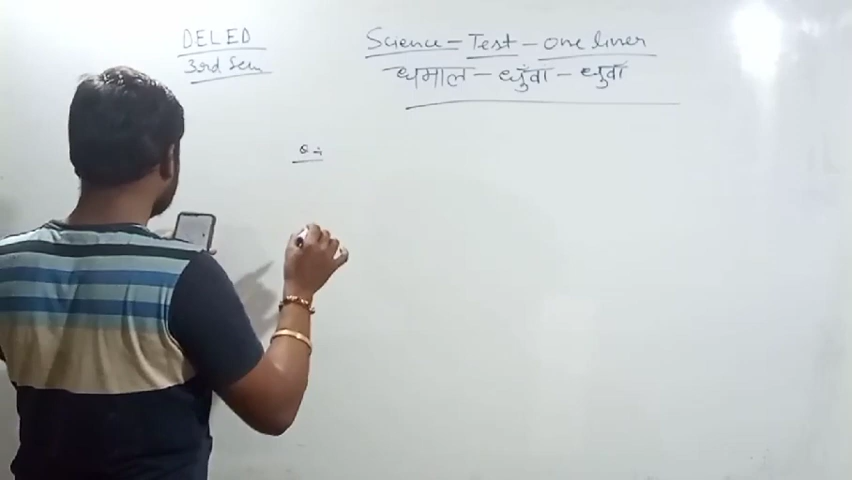 DELED
3rd Sem
Science - Test - One liner
धमाल - धुँवा - धुवाँ
Q ÷